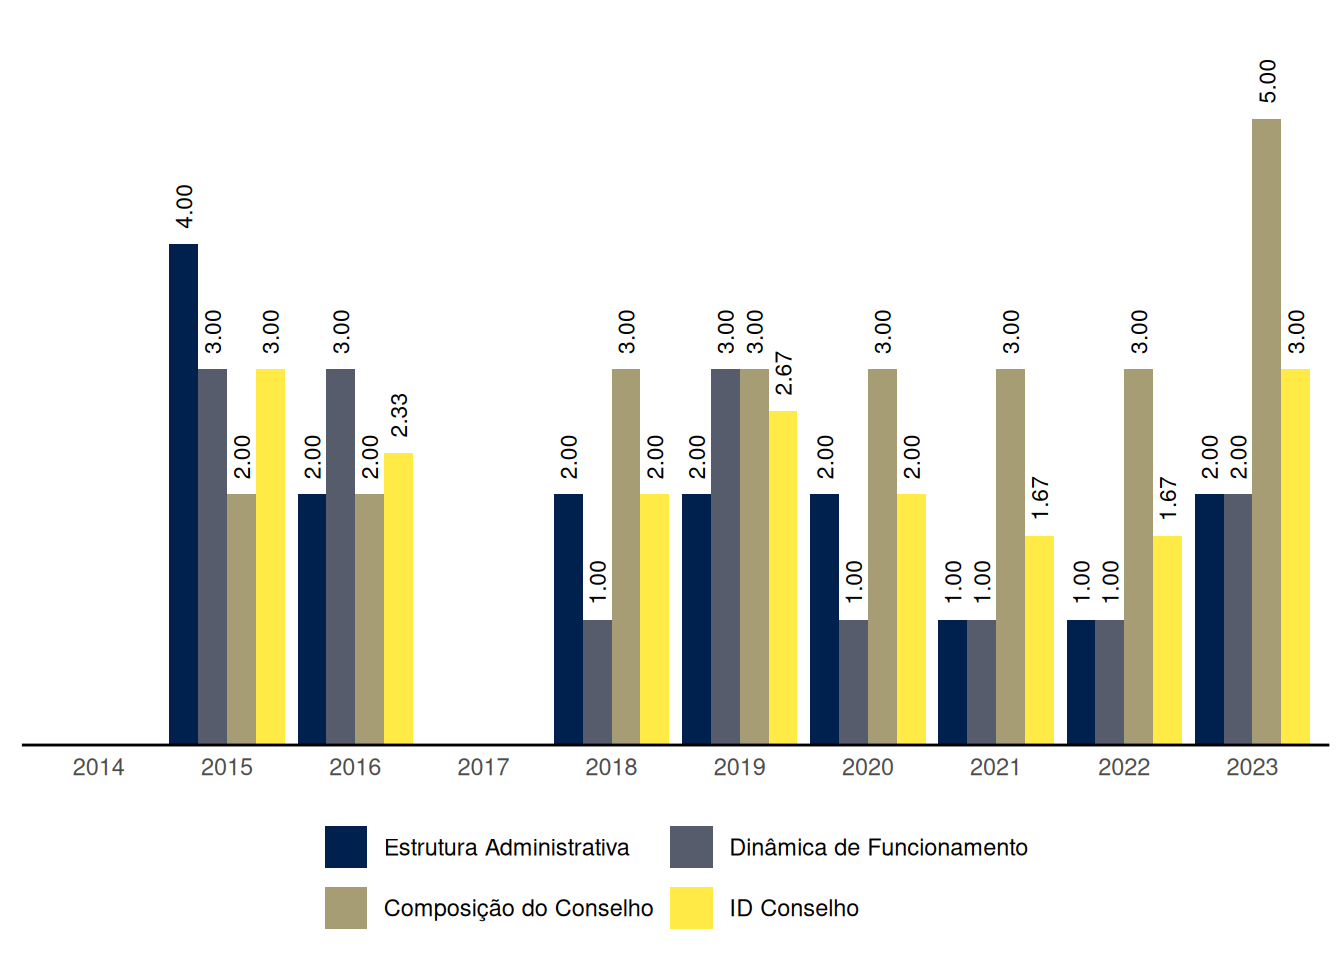 4.00 3.00 2.00 3.00
2.00 3.00 2.00 2.33
2.00 1.00 3.00 2.00
2.00 3.00 3.00 2.67
2.00 1.00 3.00 2.00
1.00 1.00 3.00 1.67
1.00 1.00 3.00 1.67
2.00 2.00 5.00 3.00
2014 2015 2016 2017 2018 2019 2020 2021 2022 2023
Estrutura Administrativa Dinâmica de Funcionamento
Composição do Conselho ID Conselho